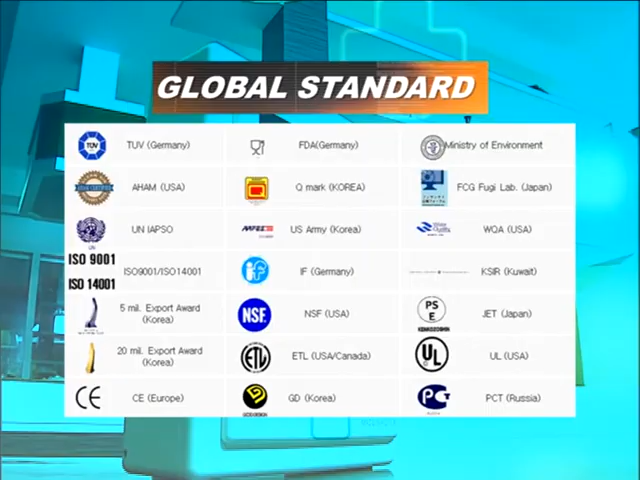 GLOBAL STANDARD
TUV (Germany)
FDA(Germany)
Ministry of Environment
AHAM (USA)
Q mark (KOREA)
FCG Fugi Lab. (Japan)
UN IAPSO
US Army (Korea)
WQA (USA)
ISO 9001
ISO 14001
ISO9001/ISO14001
IF (Germany)
KSIR (Kuwait)
5 mil. Export Award
(Korea)
NSF
NSF (USA)
PS
E
JET (Japan)
20 mil. Export Award
(Korea)
ETL
ETL (USA/Canada)
UL
UL (USA)
CE
CE (Europe)
GD (Korea)
PCT (Russia)